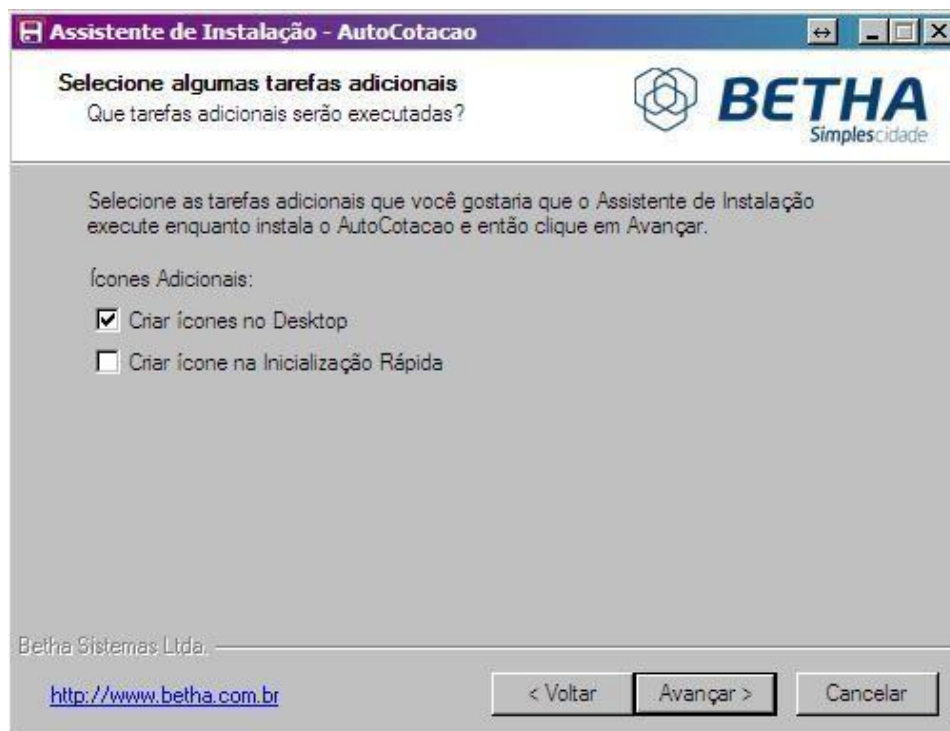 Assistente de Instalação - AutoCotacao
Selecione algumas tarefas adicionais
Que tarefas adicionais serão executadas?
BETHA
Simplescidade
Selecione as tarefas adicionais que você gostaria que o Assistente de Instalação
execute enquanto instala o AutoCotacao e então clique em Avançar.
Ícones Adicionais:
Criar ícones no Desktop
Criar ícone na Inicialização Rápida
Betha Sistemas Ltda.
http://www.betha.com.br
< Voltar
Avançar >
Cancelar